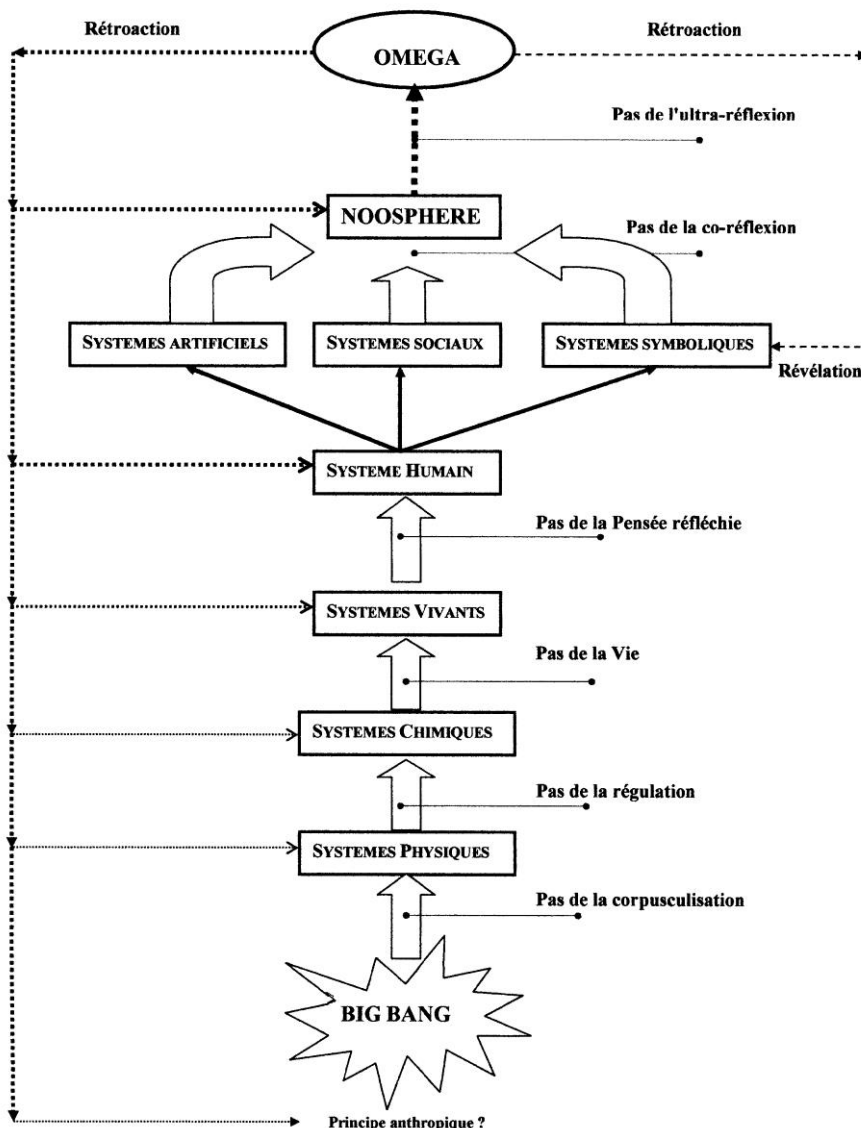 Rétroaction
Rétroaction
OMEGA
Pas de l'ultra-réflexion
NOOSPHERE
Pas de la co-réflexion
SYSTEMES ARTIFICIELS
SYSTEMES SOCIAUX
SYSTEMES SYMBOLIQUES
Révélation
SYSTEME HUMAIN
Pas de la Pensée réfléchie
SYSTEMES VIVANTS
Pas de la Vie
SYSTEMES CHIMIQUES
Pas de la régulation
SYSTEMES PHYSIQUES
Pas de la corpusculisation
BIG BANG
Principe anthropique ?